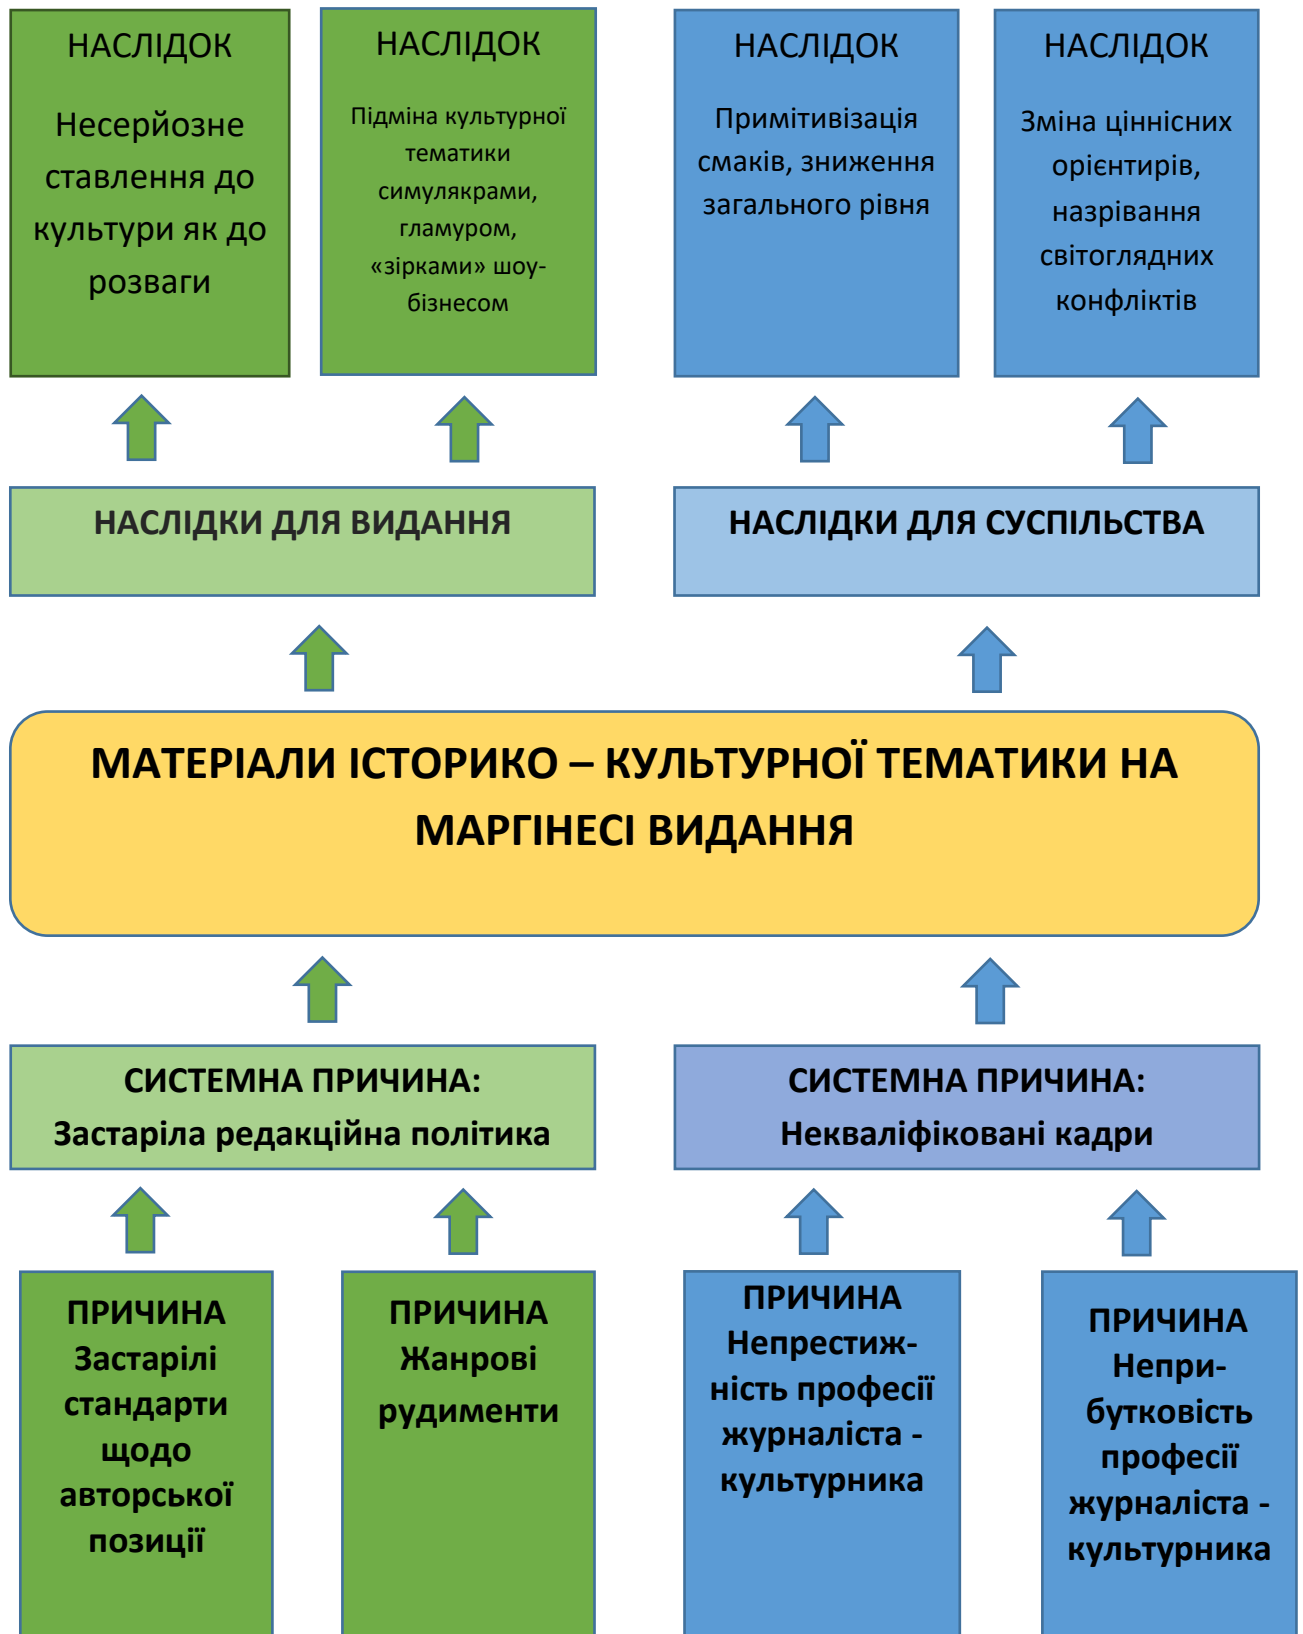 НАСЛІДОК
Несерйозне
ставлення до
культури як до
розваги
НАСЛІДОК
Підміна культурної
тематики
симулякрами,
гламуром,
«зірками» шоу-
бізнесом
НАСЛІДОК
Примітивізація
смаків, зниження
загального рівня
НАСЛІДОК
Зміна ціннісних
орієнтирів,
назрівання
світоглядних
конфліктів
НАСЛІДКИ ДЛЯ ВИДАННЯ
НАСЛІДКИ ДЛЯ СУСПІЛЬСТВА
МАТЕРІАЛИ ІСТОРИКО – КУЛЬТУРНОЇ ТЕМАТИКИ НА
МАРГІНЕСІ ВИДАННЯ
СИСТЕМНА ПРИЧИНА:
Застаріла редакційна політика
СИСТЕМНА ПРИЧИНА:
Некваліфіковані кадри
ПРИЧИНА
Застарілі
стандарти
щодо
авторської
позиції
ПРИЧИНА
Жанрові
рудименти
ПРИЧИНА
Непрестиж-
ність професії
журналіста -
культурника
ПРИЧИНА
Непри-
бутковість
професії
журналіста -
культурника